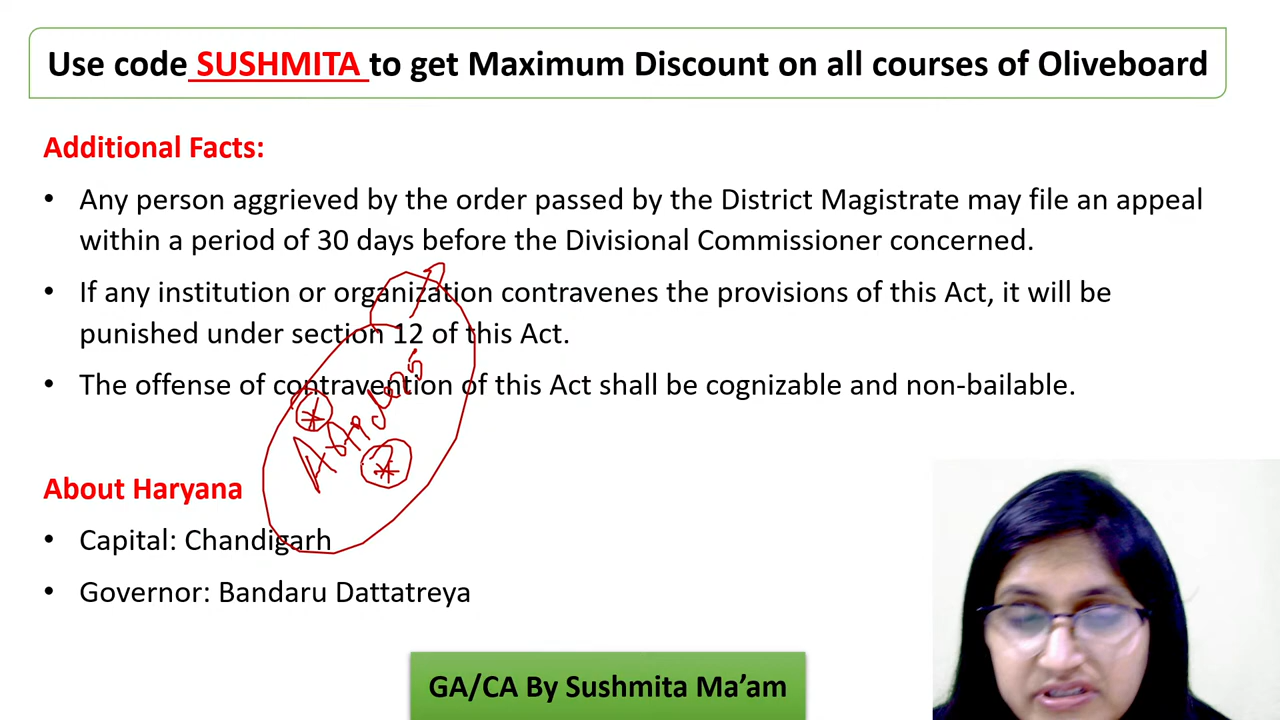 Use code SUSHMITA to get Maximum Discount on all courses of Oliveboard
Additional Facts:
• Any person aggrieved by the order passed by the District Magistrate may file an appeal
within a period of 30 days before the Divisional Commissioner concerned.
• If any institution or organization contravenes the provisions of this Act, it will be
punished under section 12 of this Act.
• The offense of contravention of this Act shall be cognizable and non-bailable.
About Haryana
• Capital: Chandigarh
• Governor: Bandaru Dattatreya
GA/CA By Sushmita Ma’am